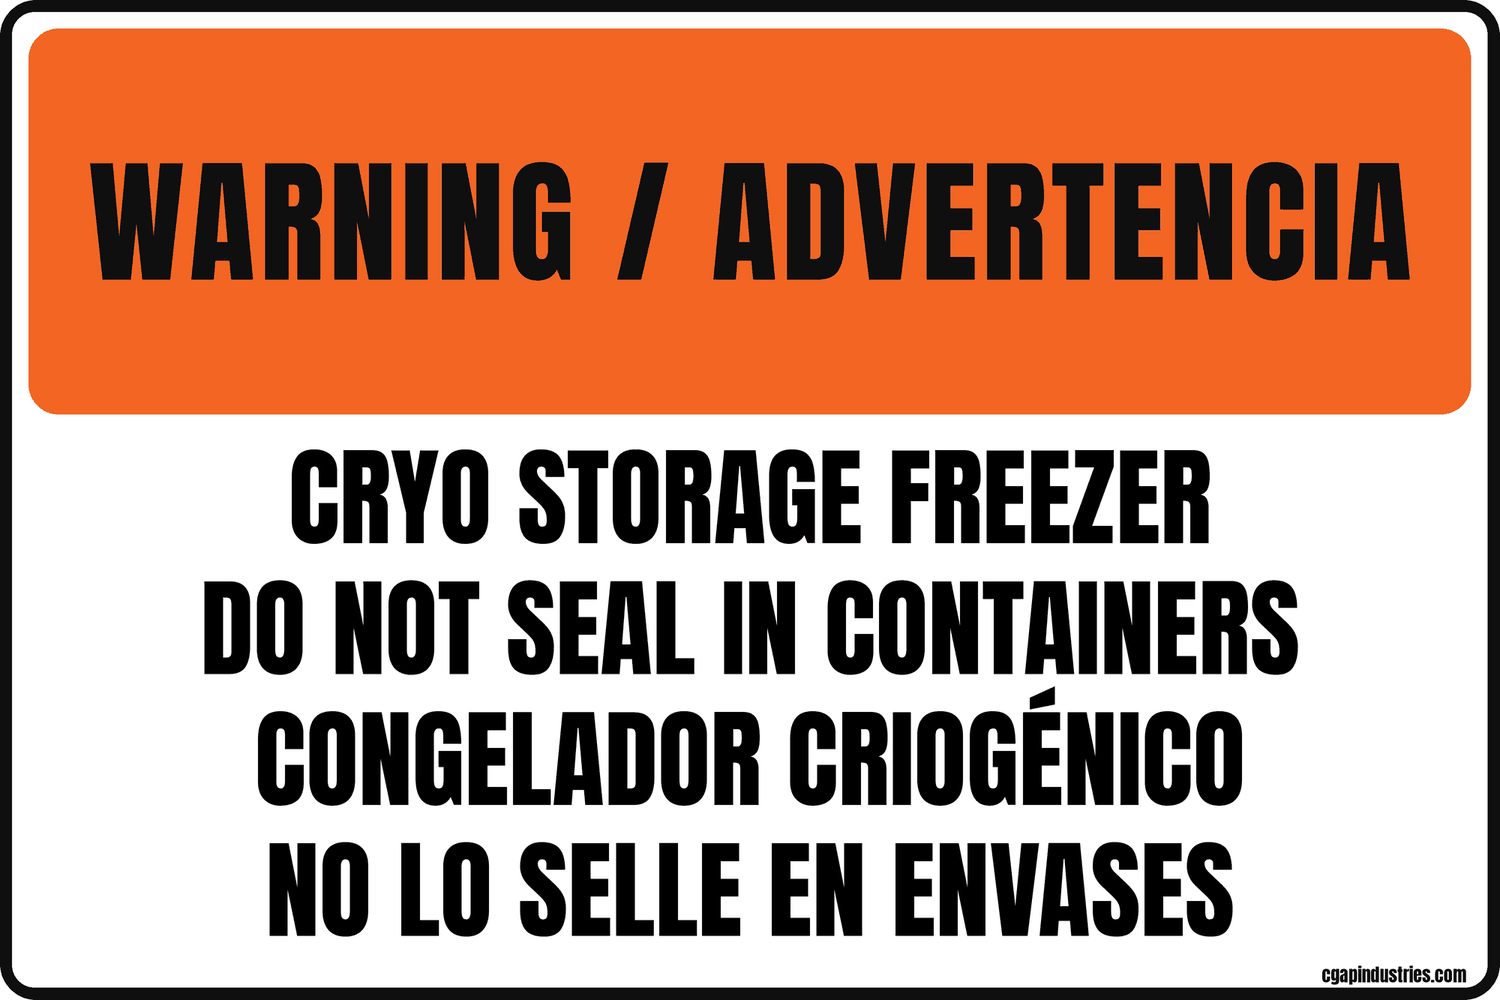 WARNING / ADVERTENCIA
CRYO STORAGE FREEZER
DO NOT SEAL IN CONTAINERS
CONGELADOR CRIOGÉNICO
NO LO SELLE EN ENVASES
cgapindustries.com